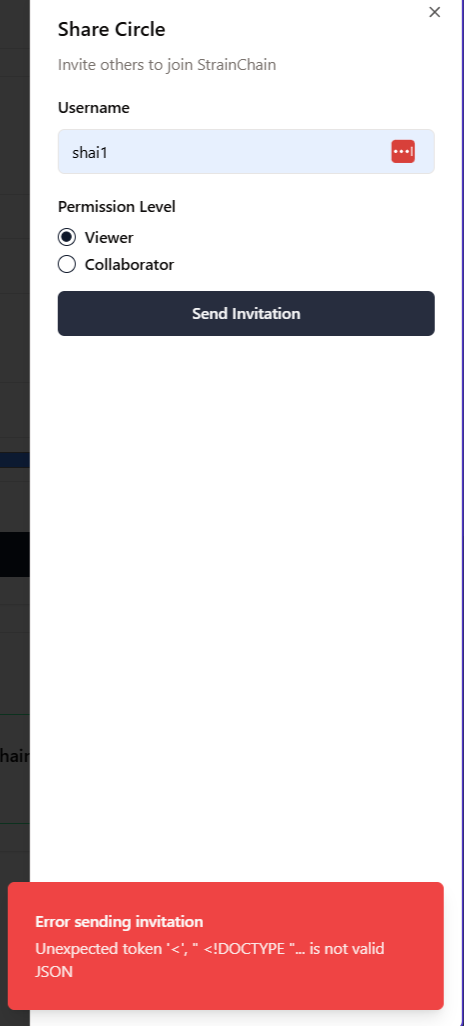 Share Circle
Invite others to join StrainChain
Username
shai1
Permission Level
Viewer
Collaborator
Send Invitation
hain
Error sending invitation
Unexpected token '<', " <!DOCTYPE "... is not valid
JSON